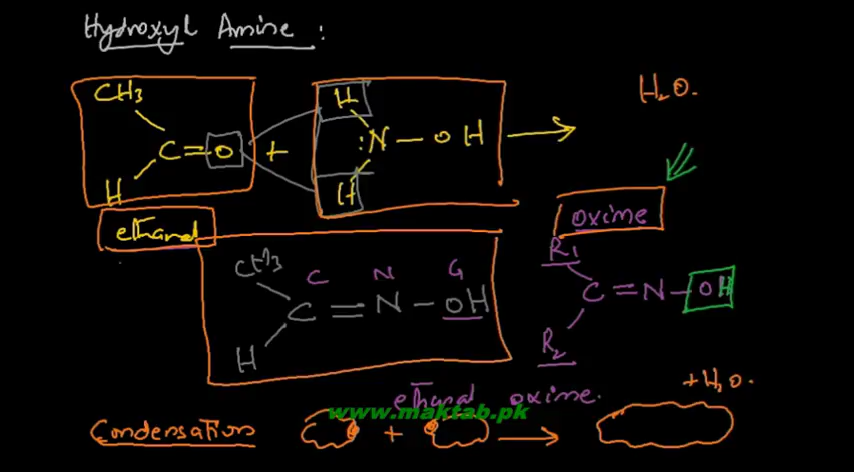 Hydroxyl Amine :
CH3
C=O
H
+
H
:N-OH
H
H2O.
ethanal
oxime
CH3
C N
C=N-OH
H
R1
C=N-OH
R2
ethanal oxime.
+H2O.
www.maktab.pk
Condensation
+